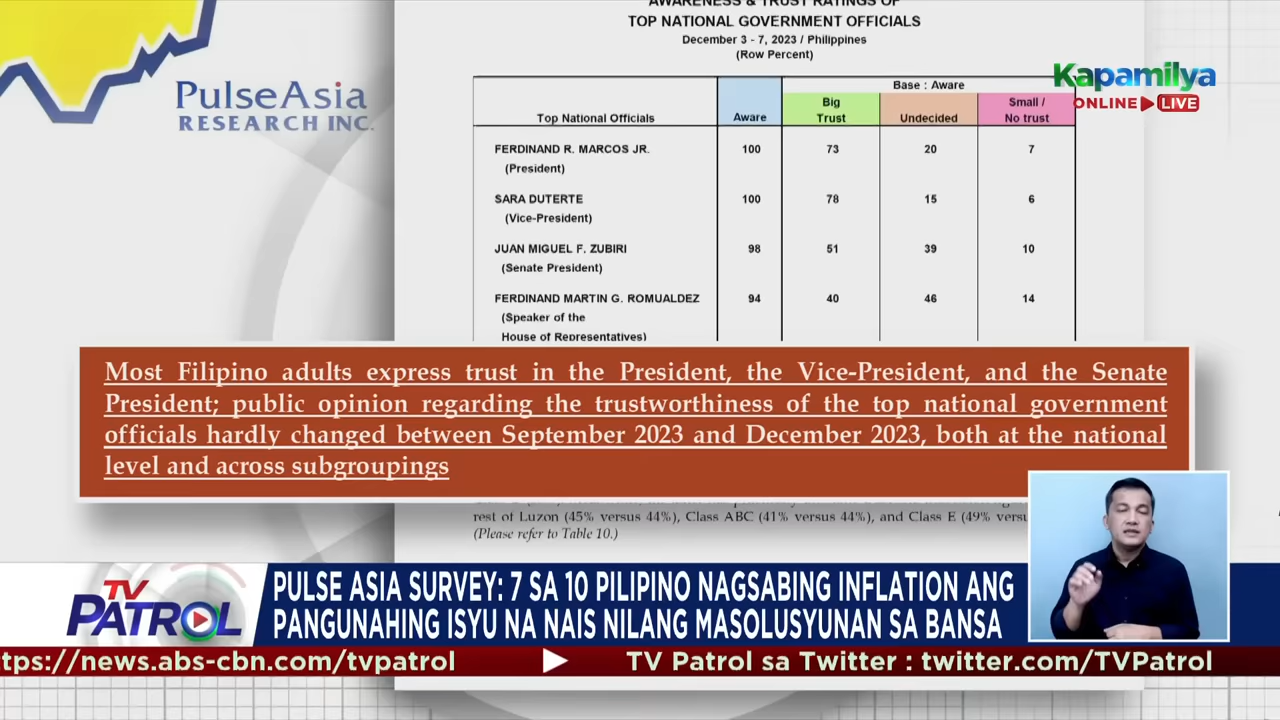 AWARENESS & TRUST RATINGS OF
TOP NATIONAL GOVERNMENT OFFICIALS
December 3 - 7, 2023 / Philippines
(Row Percent)
PulseAsia
RESEARCH INC.
Kapamilya
ONLINE LIVE
Base : Aware
Top National Officials Aware Big Trust Undecided Small / No trust
FERDINAND R. MARCOS JR. 100 73 20 7
(President)
SARA DUTERTE 100 78 15 6
(Vice-President)
JUAN MIGUEL F. ZUBIRI 98 51 39 10
(Senate President)
FERDINAND MARTIN G. ROMUALDEZ 94 40 46 14
(Speaker of the
House of Representatives)
Most Filipino adults express trust in the President, the Vice-President, and the Senate
President; public opinion regarding the trustworthiness of the top national government
officials hardly changed between September 2023 and December 2023, both at the national
level and across subgroupings
rest of Luzon (45% versus 44%), Class ABC (41% versus 44%), and Class E (49% versu
(Please refer to Table 10.)
TV PATROL
PULSE ASIA SURVEY: 7 SA 10 PILIPINO NAGSABING INFLATION ANG
PANGUNAHING ISYU NA NAIS NILANG MASOLUSYUNAN SA BANSA
ttps://news.abs-cbn.com/tvpatrol TV Patrol sa Twitter : twitter.com/TVPatrol